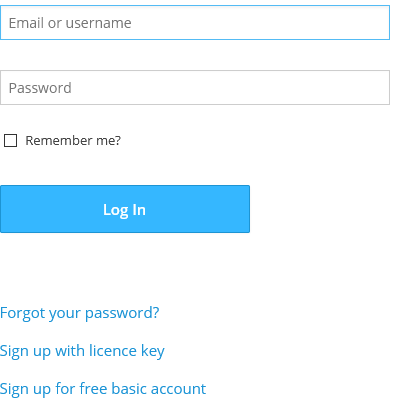 Email or username
Password
Remember me?
Log In
Forgot your password?
Sign up with licence key
Sign up for free basic account